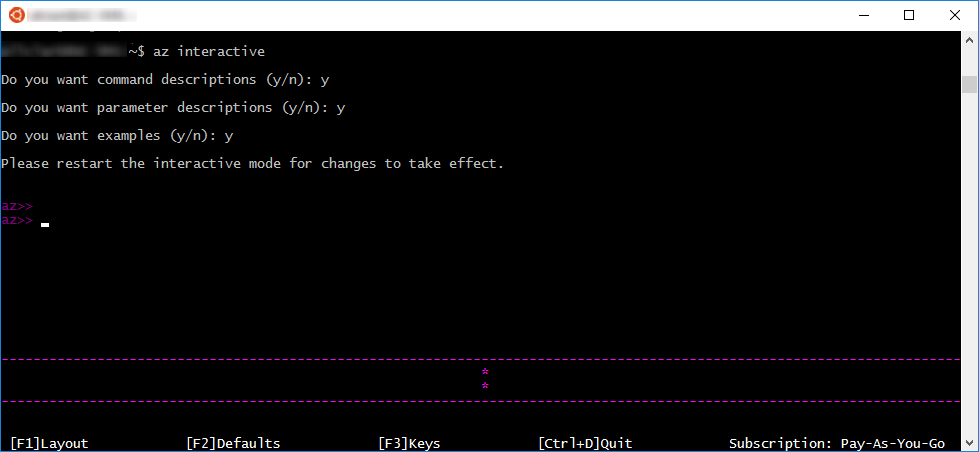 ~$ az interactive
Do you want command descriptions (y/n): y
Do you want parameter descriptions (y/n): y
Do you want examples (y/n): y
Please restart the interactive mode for changes to take effect.
az>>
az>>
*
*
[F1]Layout [F2]Defaults [F3]Keys [Ctrl+D]Quit Subscription: Pay-As-You-Go